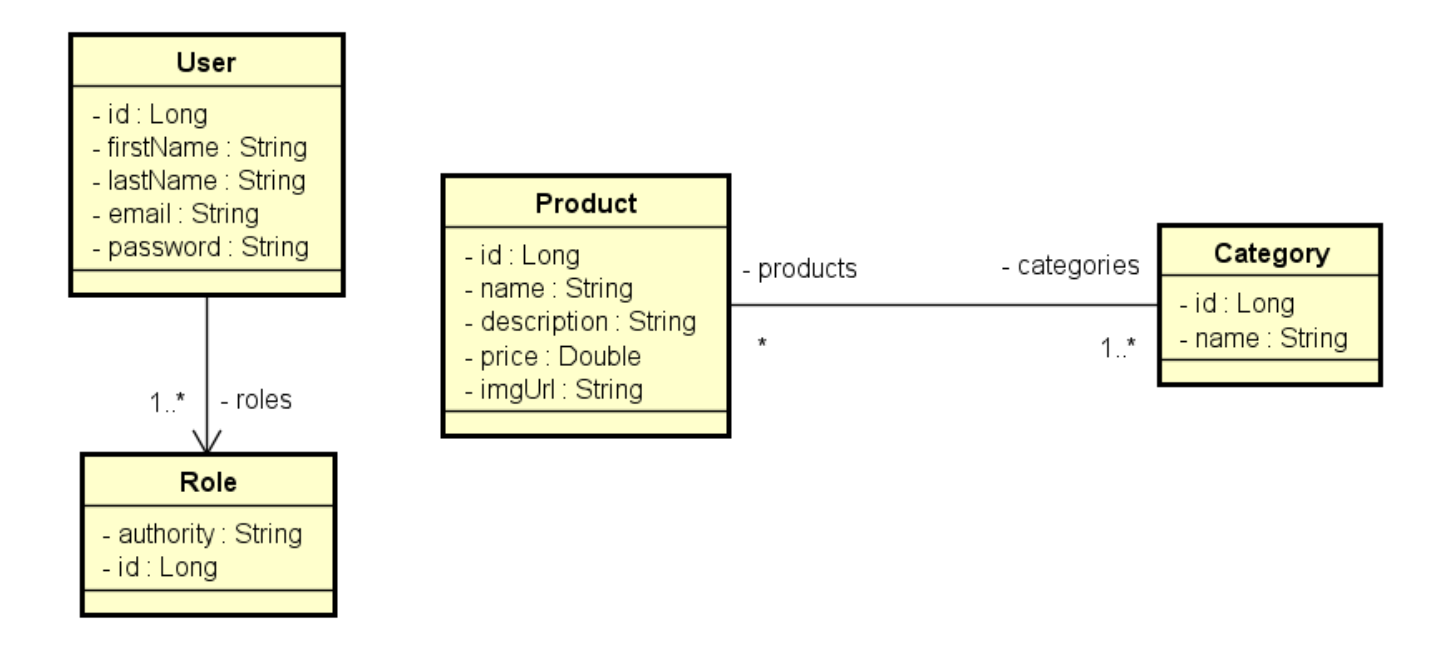 User
- id : Long
- firstName : String
- lastName : String
- email : String
- password : String
1..*
- roles
Role
- authority : String
- id : Long
Product
- id : Long
- name : String
- description : String
- price : Double
- imgUrl : String
- products
*
- categories
1..*
Category
- id : Long
- name : String